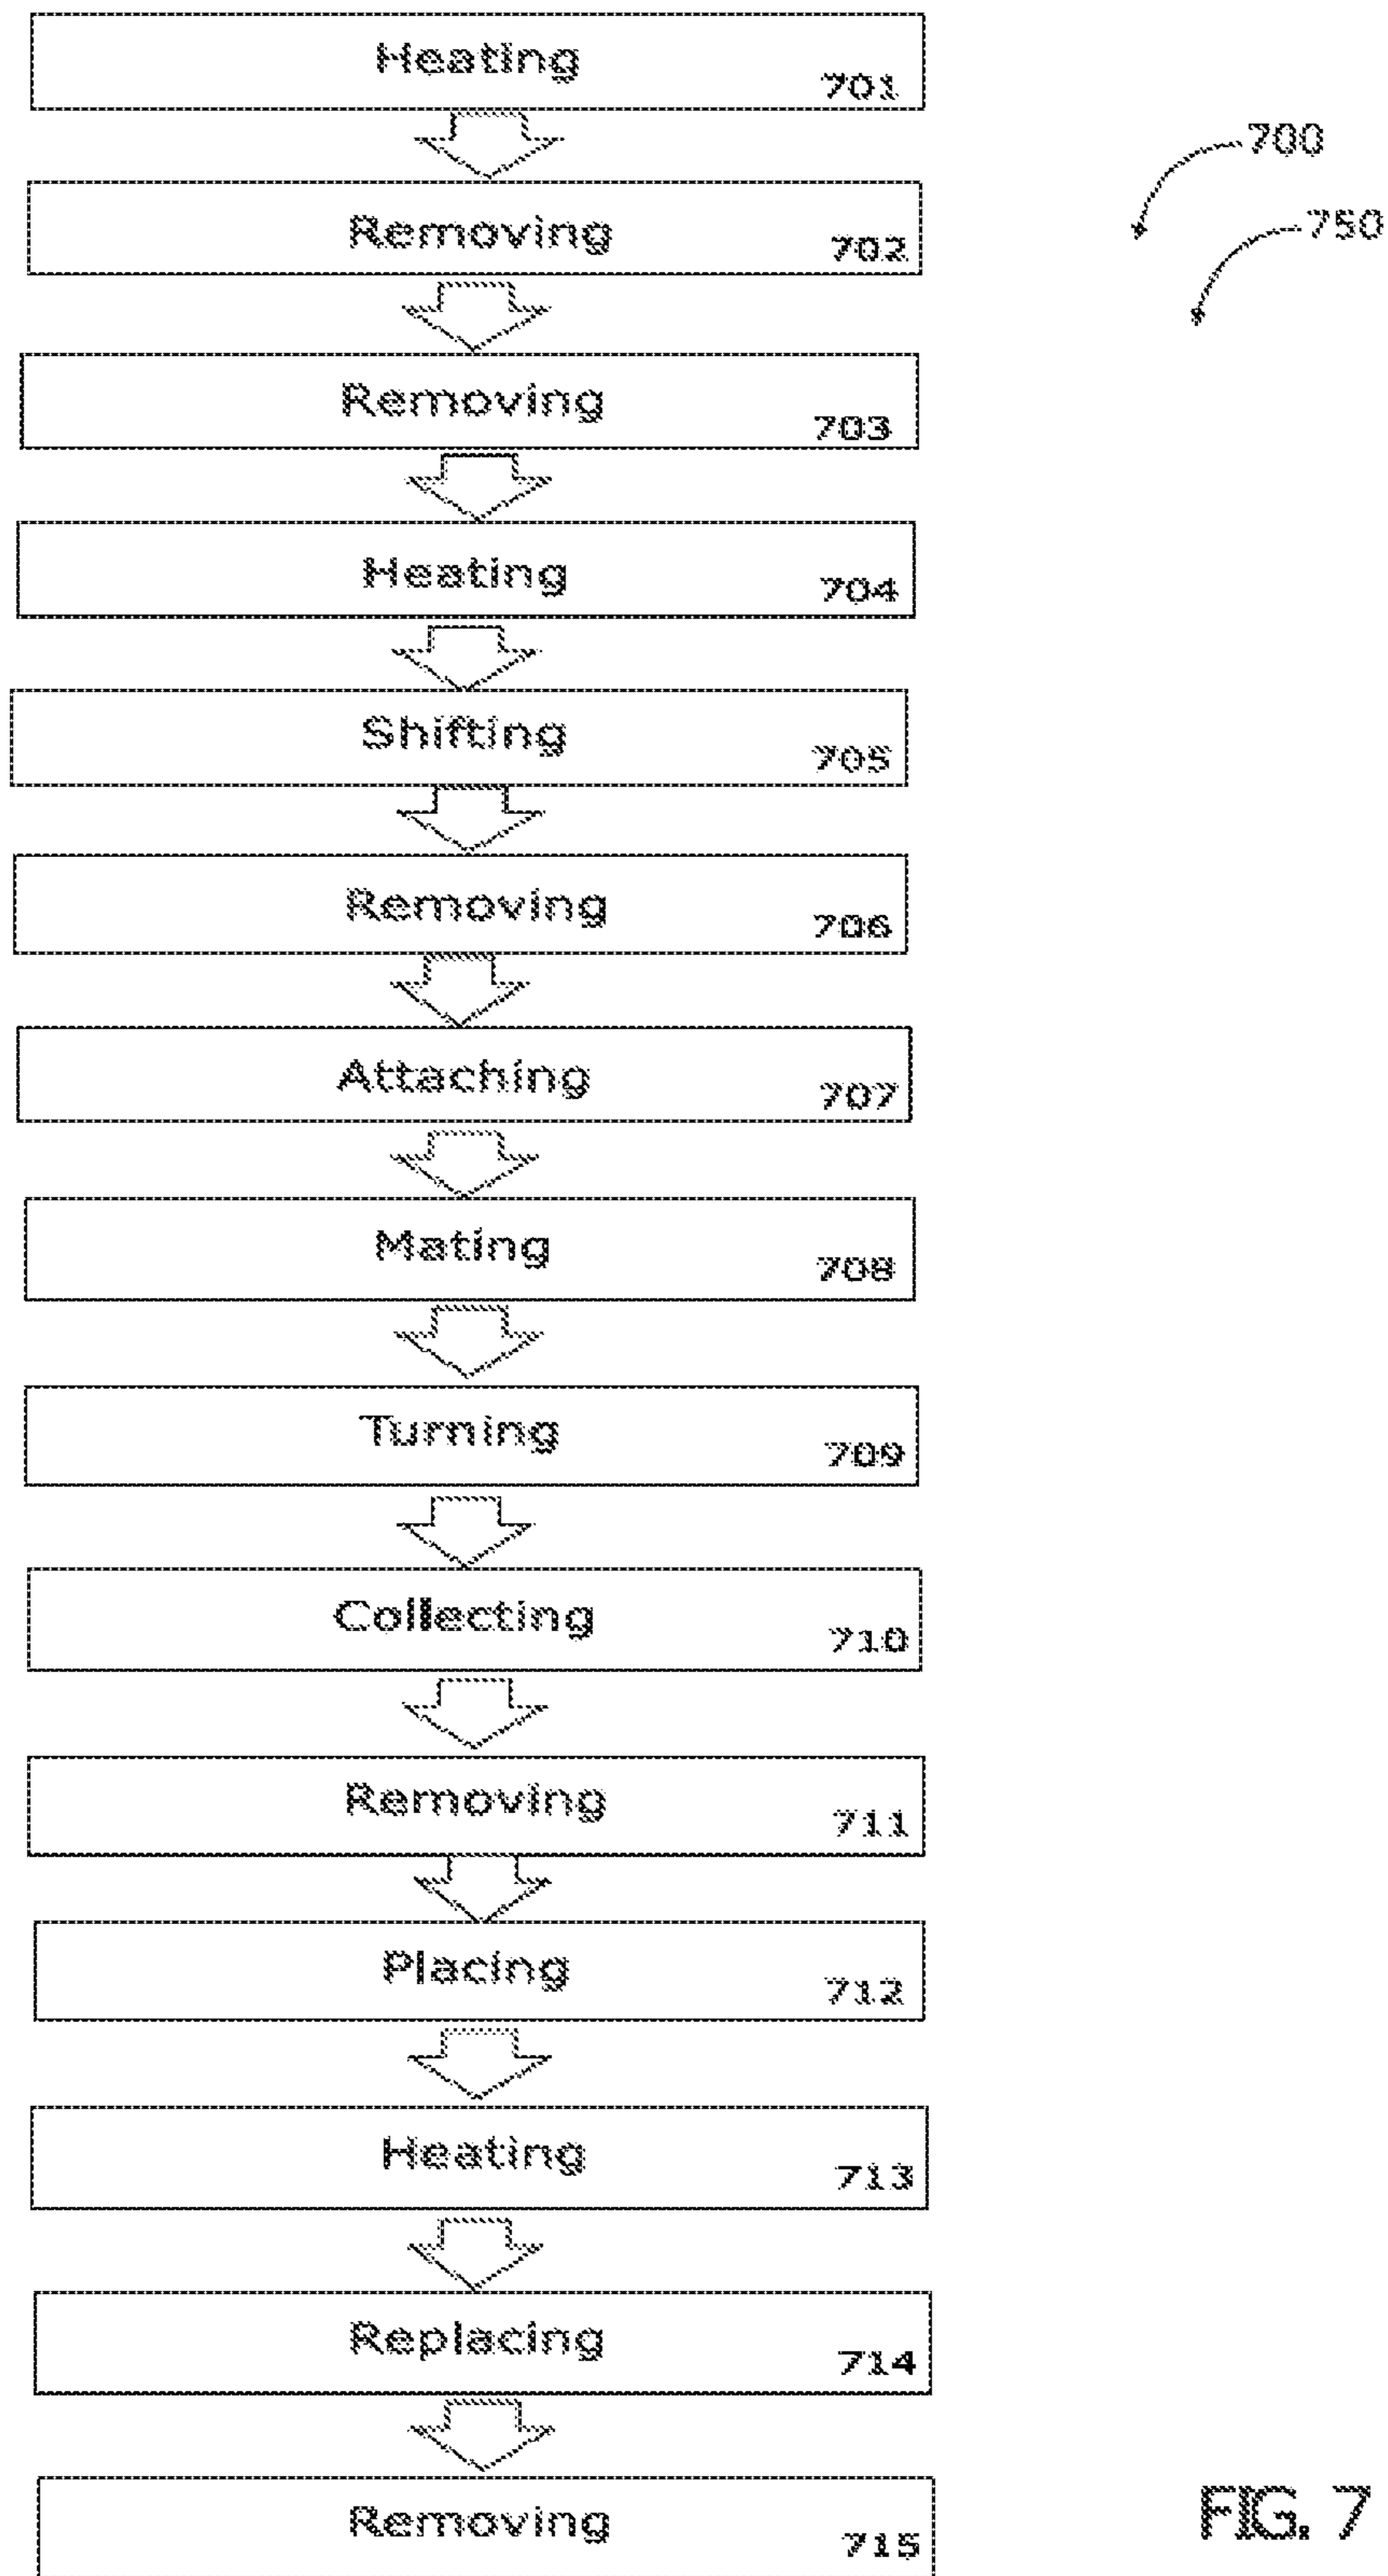 Heating
701
700
Removing
702
750
Removing
703
Heating
704
Shifting
705
Removing
706
Attaching
707
Mating
708
Turning
709
Collecting
710
Removing
711
Placing
712
Heating
713
Replacing
714
Removing
715
FIG. 7